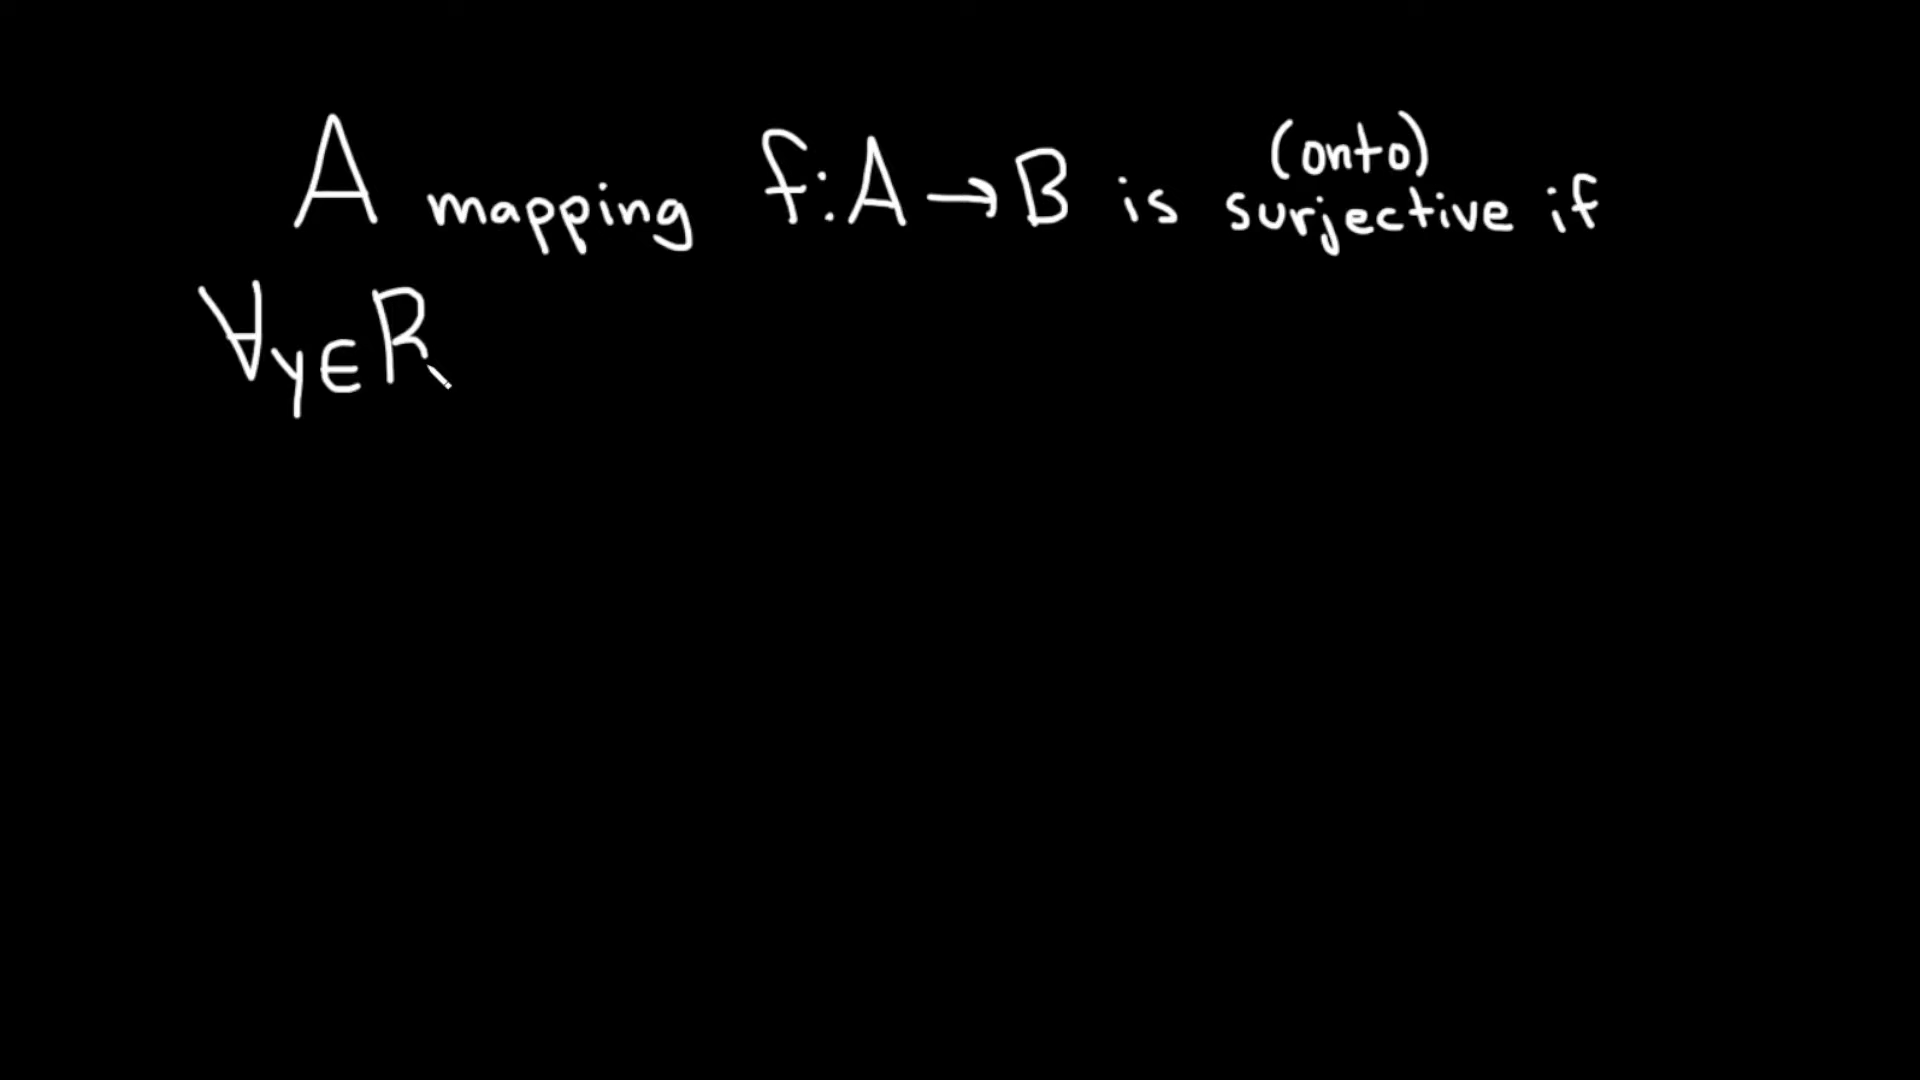 (onto)
A mapping f:A→B is surjective if
∀y∈R